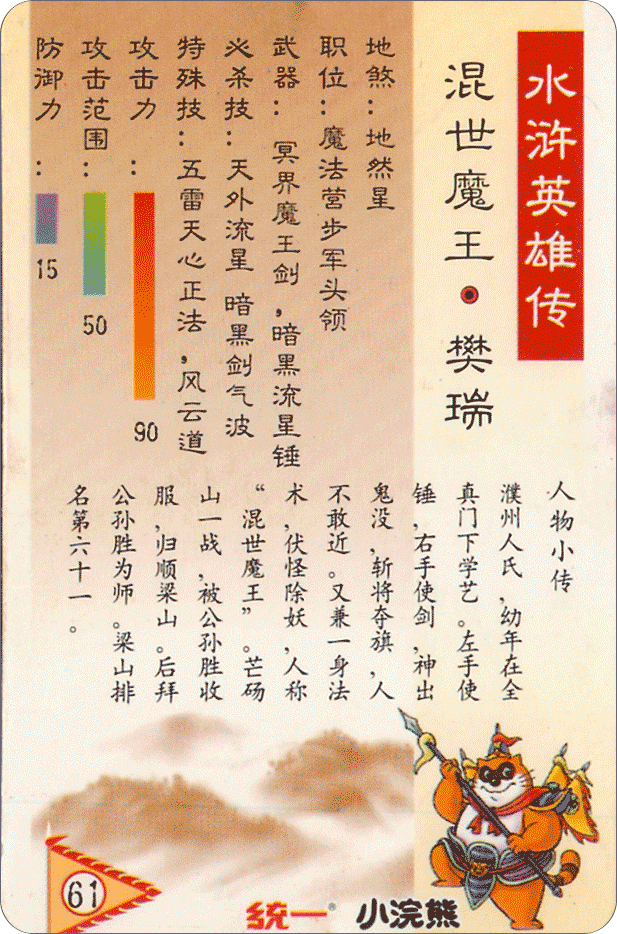 水浒英雄传
混世魔王·樊瑞
地煞：地然星
职位：魔法营步军头领
武器：冥界魔王剑，暗黑流星锤
必杀技：天外流星 暗黑剑气波
特殊技：五雷天心正法，风云道
攻击力：90
攻击范围：50
防御力：15
人物小传
濮州人氏，幼年在全
真门下学艺。左手使
锤，右手使剑，神出
鬼没，斩将夺旗，人
不敢近。又兼一身法
术，伏怪除妖，人称
“混世魔王”。芒砀
山一战，被公孙胜收
服，归顺梁山。后拜
公孙胜为师。梁山排
名第六十一。
61
统一® 小浣熊